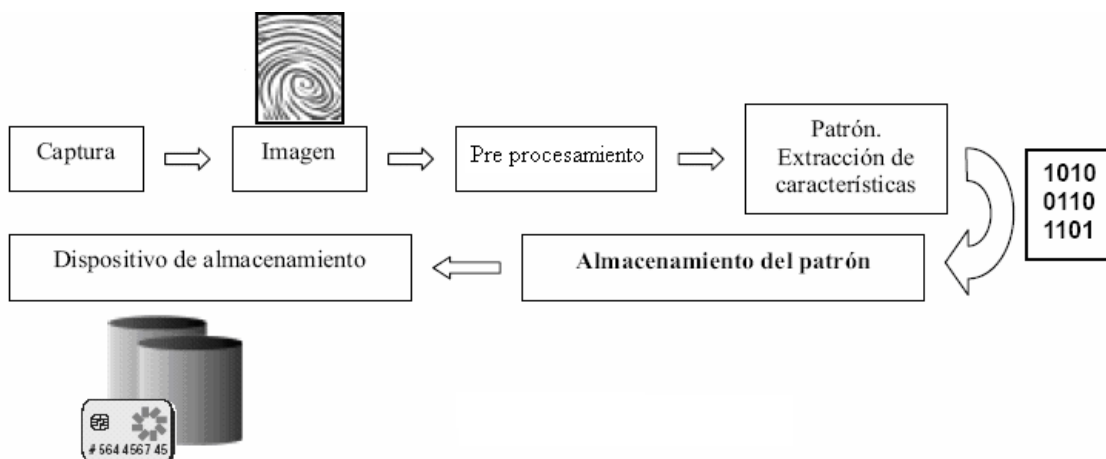 Captura
Imagen
Pre procesamiento
Patrón.
Extracción de
características
1010
0110
1101
Almacenamiento del patrón
Dispositivo de almacenamiento
# 564 4567 45